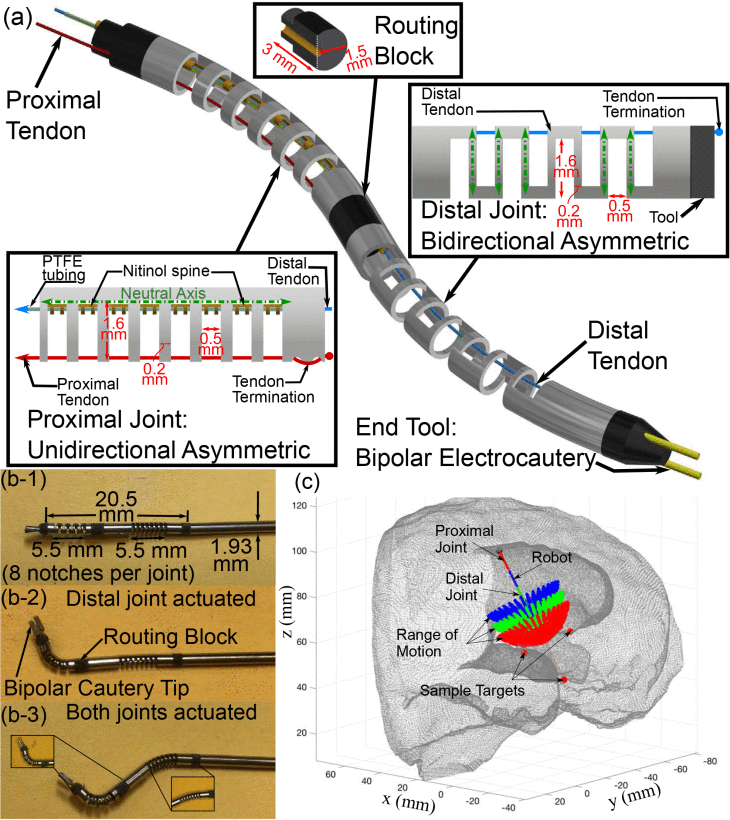 (a)
Proximal
Tendon
3 mm
1.5
mm
Routing
Block
Distal
Tendon
Tendon
Termination
1.6
mm
0.2
mm
0.5
mm
Tool
Distal Joint:
Bidirectional Asymmetric
PTFE
tubing
Nitinol spine
Distal
Tendon
Neutral Axis
1.6
mm
0.5
mm
0.2
mm
Proximal
Tendon
Tendon
Termination
Proximal Joint:
Unidirectional Asymmetric
Distal
Tendon
End Tool:
Bipolar Electrocautery
(b-1)
20.5
mm
5.5 mm
5.5 mm
1.93
mm
(8 notches per joint)
(b-2)
Distal joint actuated
Routing Block
Bipolar Cautery Tip
(b-3)
Both joints actuated
(c)
Proximal
Joint
Robot
Distal
Joint
Range of
Motion
Sample Targets
z (mm)
120
100
80
60
40
20
x (mm)
60
40
20
0
-20
-40
y (mm)
20
0
-20
-40
-60
-80